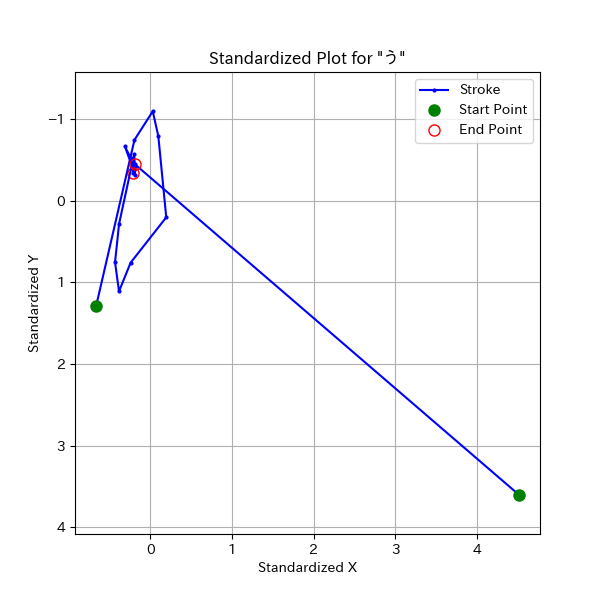 Standardized Plot for "う"
Stroke
Start Point
End Point
Standardized Y
−1
0
1
2
3
4
0 1 2 3 4
Standardized X